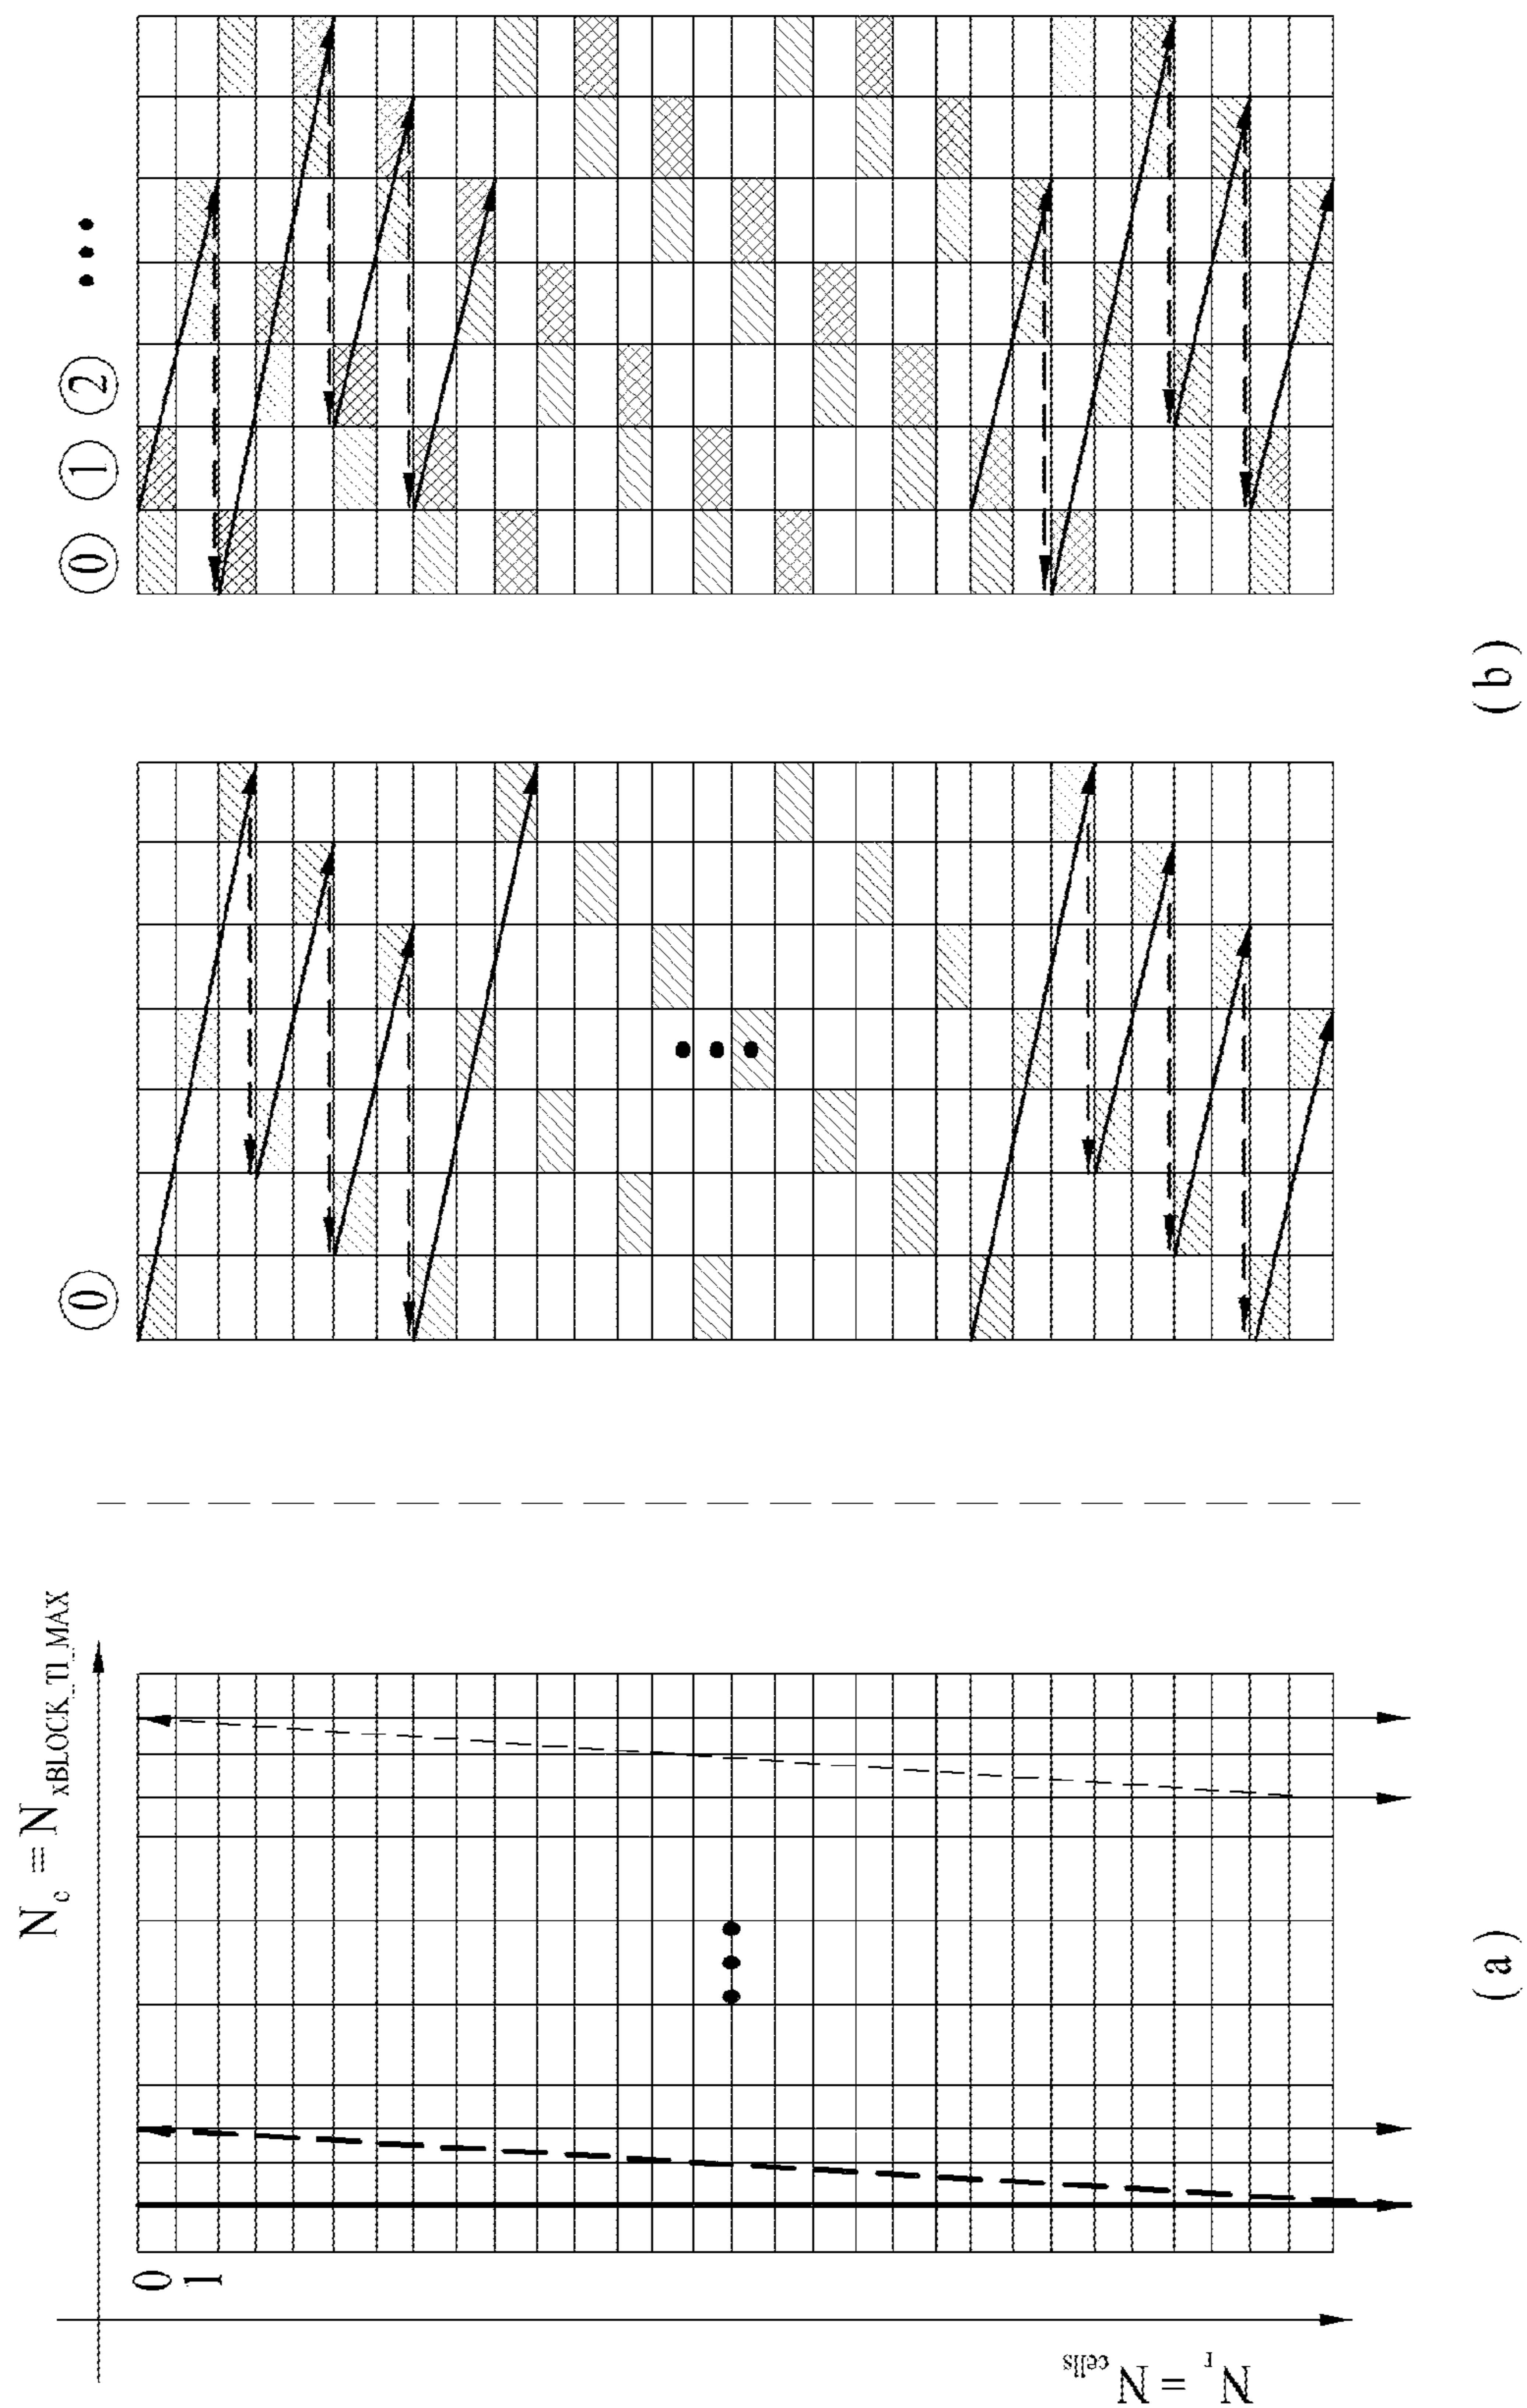 N_c = N_xBLOCK_TI_MAX
0
1
N_r = N_cells
(a)
⓪
⓪ ① ② •••
(b)